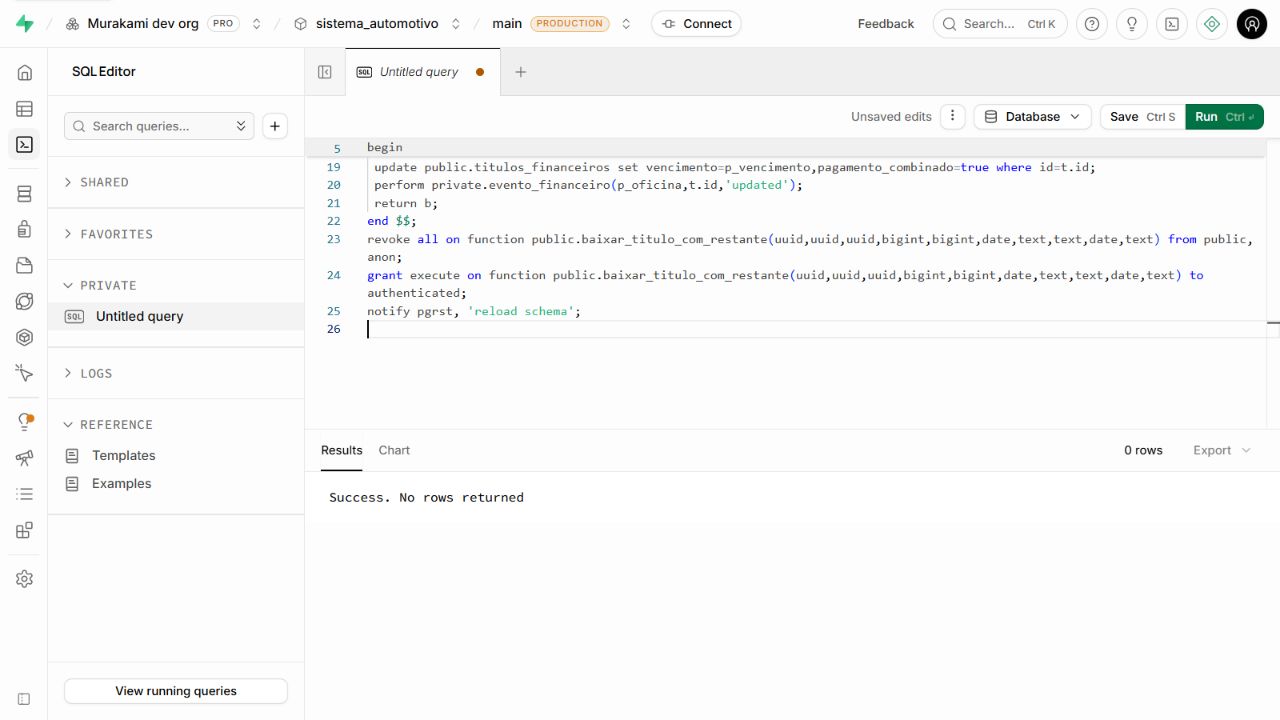 Murakami dev org PRO
sistema_automotivo
main PRODUCTION
Connect
Feedback
Search... Ctrl K
SQL Editor
SQL Untitled query
Search queries...
Unsaved edits
Database
Save Ctrl S
Run Ctrl ↵
5 begin
19 update public.titulos_financeiros set vencimento=p_vencimento,pagamento_combinado=true where id=t.id;
20 perform private.evento_financeiro(p_oficina,t.id,'updated');
21 return b;
22 end $$;
23 revoke all on function public.baixar_titulo_com_restante(uuid,uuid,uuid,bigint,bigint,date,text,text,date,text) from public,
anon;
24 grant execute on function public.baixar_titulo_com_restante(uuid,uuid,uuid,bigint,bigint,date,text,text,date,text) to
authenticated;
25 notify pgrst, 'reload schema';
26
SHARED
FAVORITES
PRIVATE
SQL Untitled query
LOGS
REFERENCE
Templates
Examples
View running queries
Results
Chart
0 rows
Export
Success. No rows returned